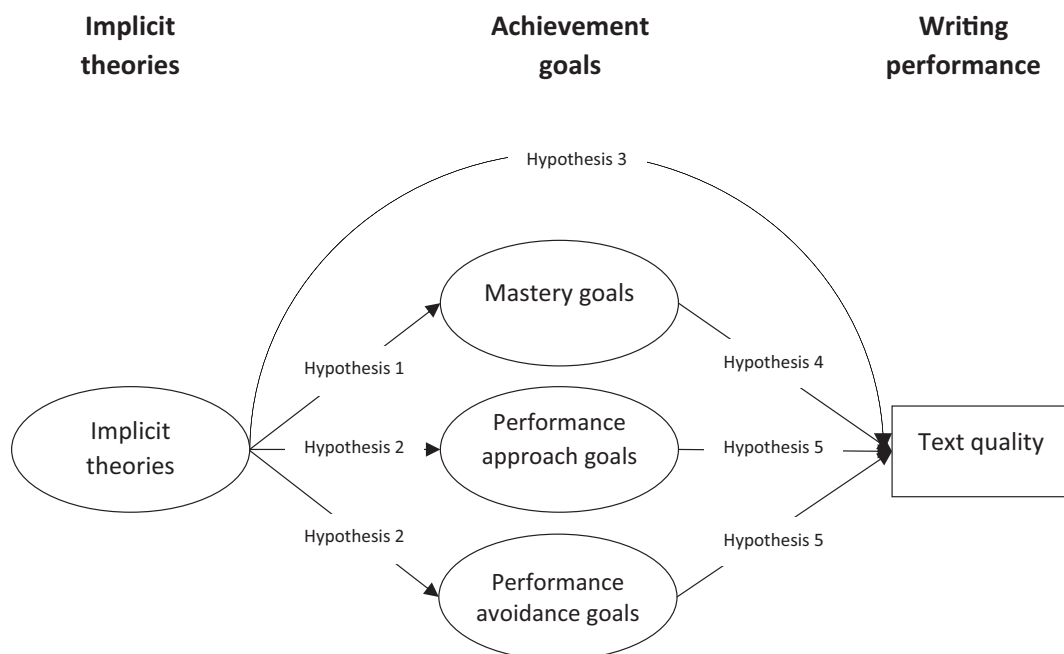 Implicit
theories
Achievement
goals
Writing
performance
Hypothesis 3
Mastery goals
Hypothesis 1
Hypothesis 4
Implicit
theories
Hypothesis 2
Performance
approach goals
Hypothesis 5
Text quality
Hypothesis 2
Hypothesis 5
Performance
avoidance goals